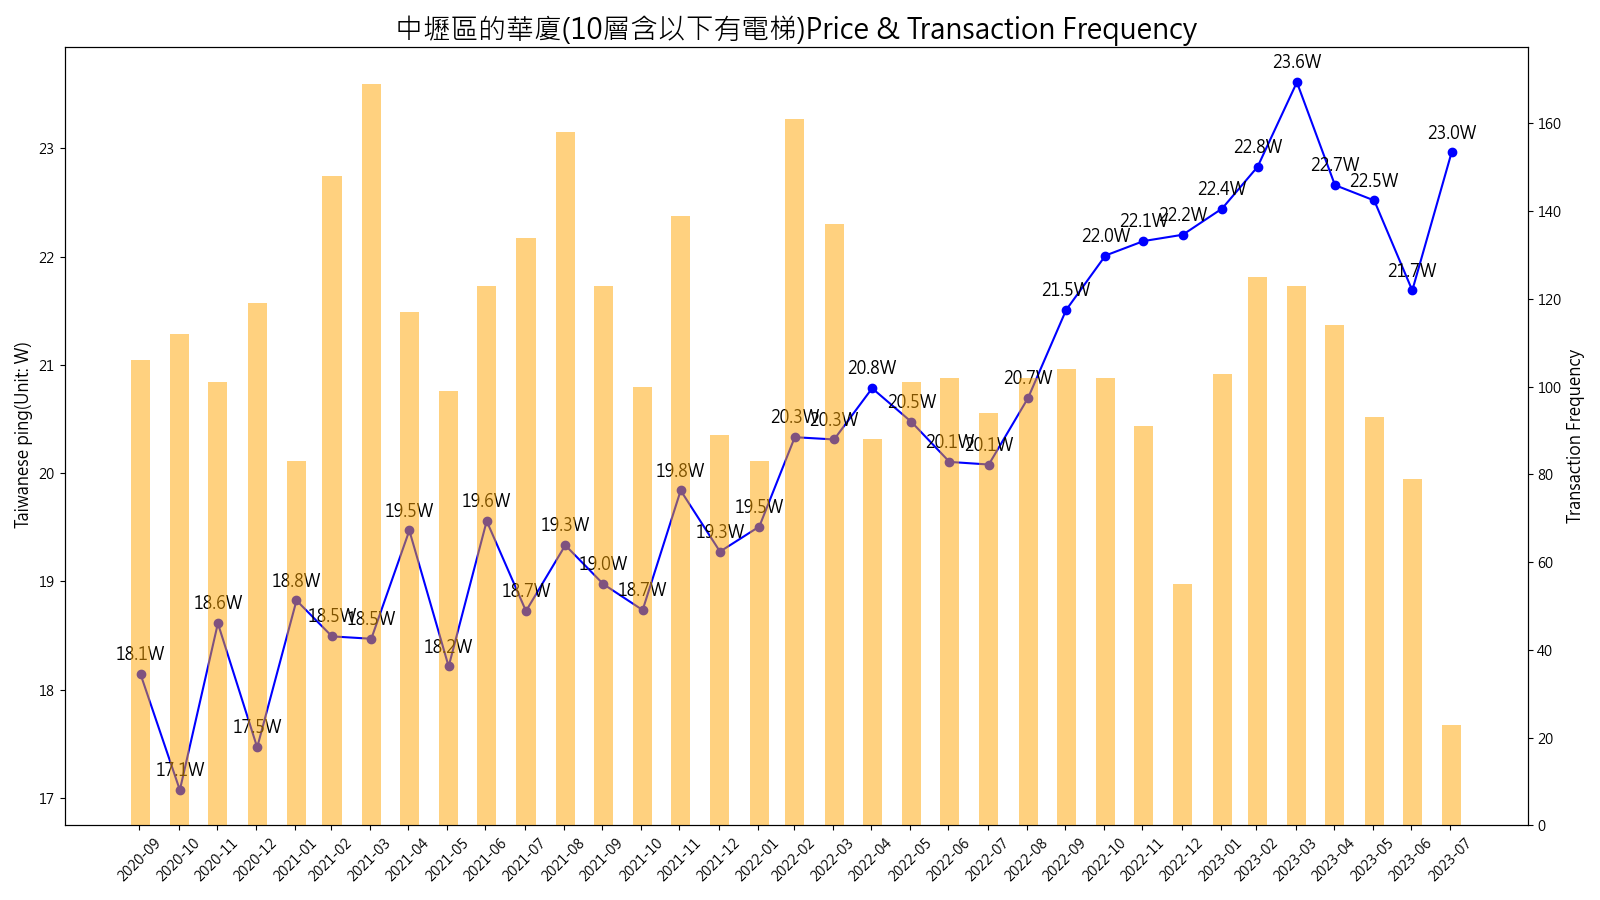 中壢區的華廈(10層含以下有電梯)Price & Transaction Frequency
Taiwanese ping(Unit: W)
23
22
21
20
19
18
17
18.1W
17.1W
18.6W
17.5W
18.8W
18.5W
18.5W
19.5W
18.2W
19.6W
18.7W
19.3W
19.0W
18.7W
19.8W
19.3W
19.5W
20.3W
20.3W
20.8W
20.5W
20.1W
20.1W
20.7W
21.5W
22.0W
22.1W
22.2W
22.4W
22.8W
23.6W
22.7W
22.5W
21.7W
23.0W
160
140
120
100
80
60
40
20
0
Transaction Frequency
2020-09
2020-10
2020-11
2020-12
2021-01
2021-02
2021-03
2021-04
2021-05
2021-06
2021-07
2021-08
2021-09
2021-10
2021-11
2021-12
2022-01
2022-02
2022-03
2022-04
2022-05
2022-06
2022-07
2022-08
2022-09
2022-10
2022-11
2022-12
2023-01
2023-02
2023-03
2023-04
2023-05
2023-06
2023-07